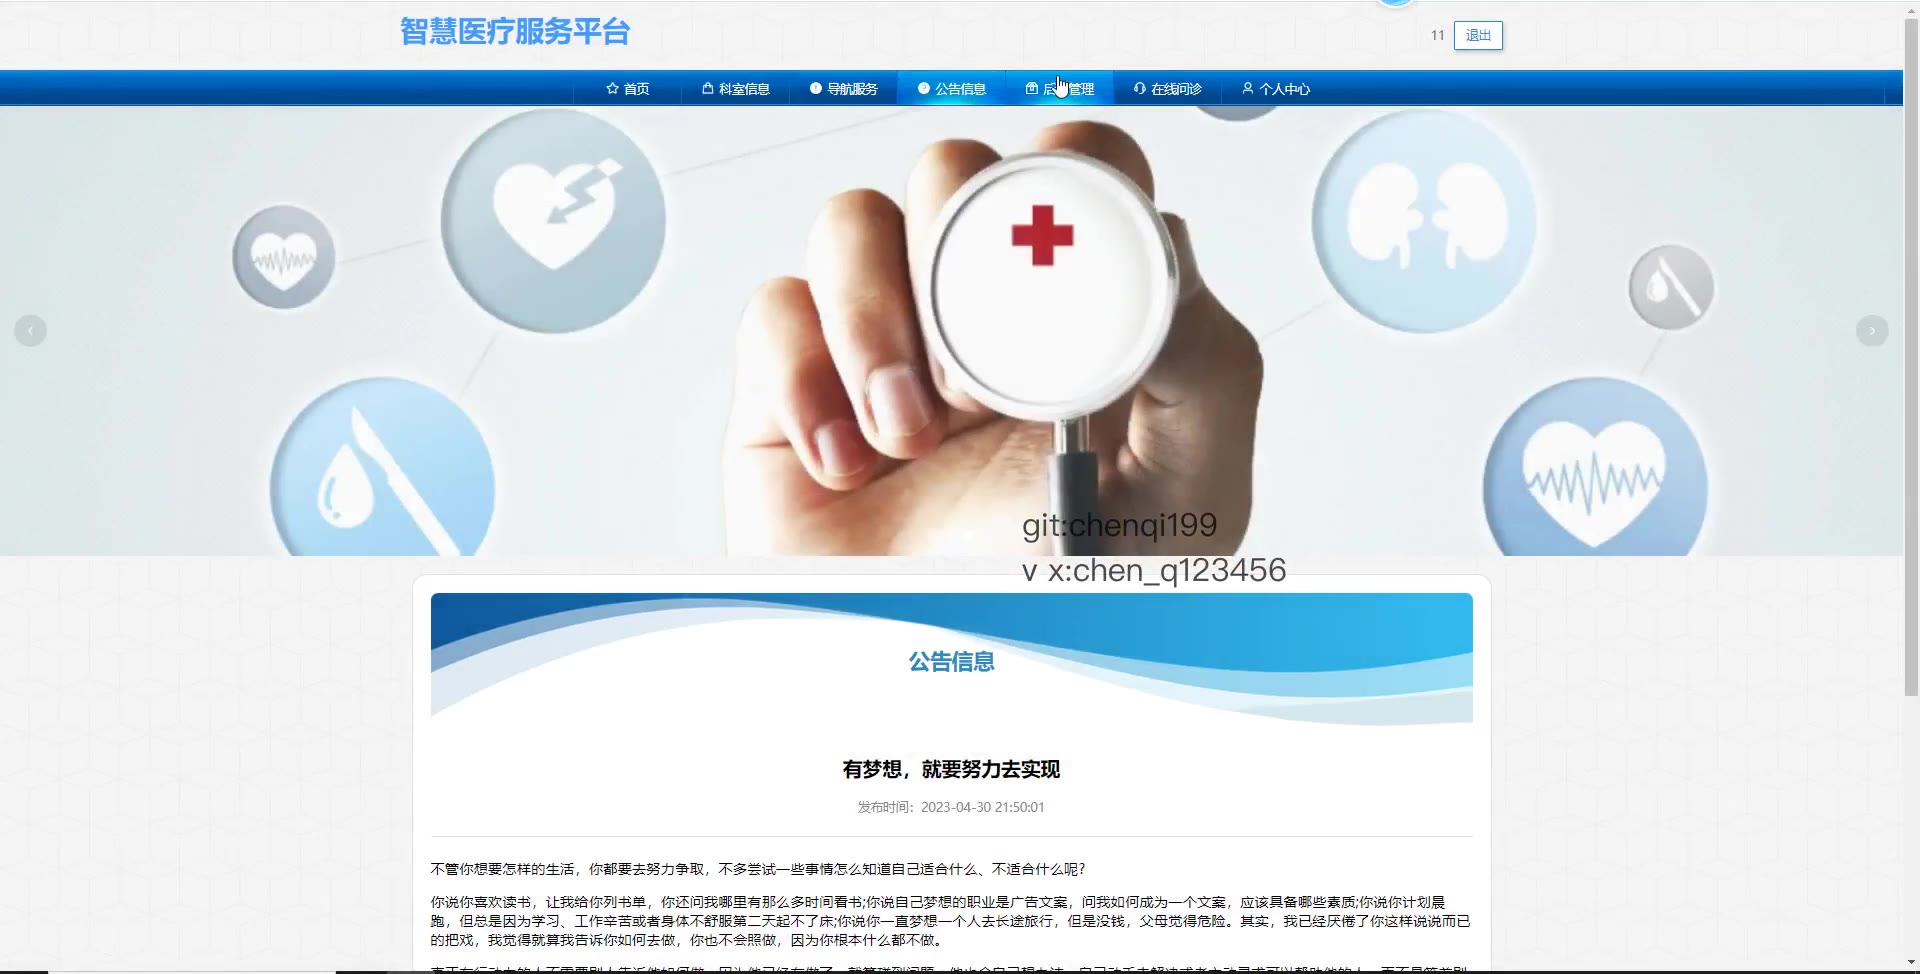 智慧医疗服务平台
11 退出
首页 科室信息 导航服务 公告信息 后 管理 在线问诊 个人中心
git:chenqi199
v x:chen_q123456
公告信息
有梦想，就要努力去实现
发布时间：2023-04-30 21:50:01
不管你想要怎样的生活，你都要去努力争取，不多尝试一些事情怎么知道自己适合什么、不适合什么呢？
你说你喜欢读书，让我给你列书单，你还问我哪里有那么多时间看书;你说自己梦想的职业是广告文案，问我如何成为一个文案，应该具备哪些素质;你说你计划晨
跑，但总是因为学习、工作辛苦或者身体不舒服第二天起不了床;你说你一直梦想一个人去长途旅行，但是没钱，父母觉得危险。其实，我已经厌倦了你这样说说而已
的把戏，我觉得就算我告诉你如何去做，你也不会照做，因为你根本什么都不做。